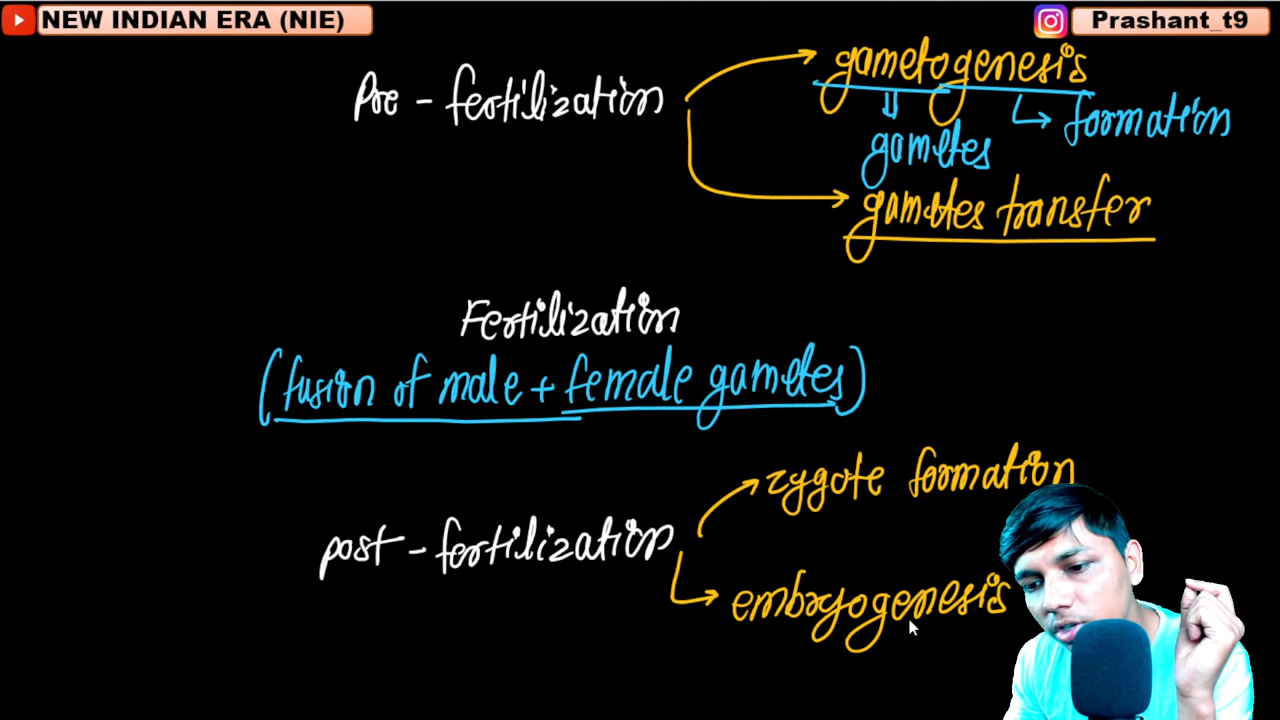 NEW INDIAN ERA (NIE)
Prashant_t9
Pre - fertilization
gametogenesis
formation
gametes
gametes transfer
Fertilization
(fusion of male + female gametes)
post - fertilization
zygote formation
embryogenesis